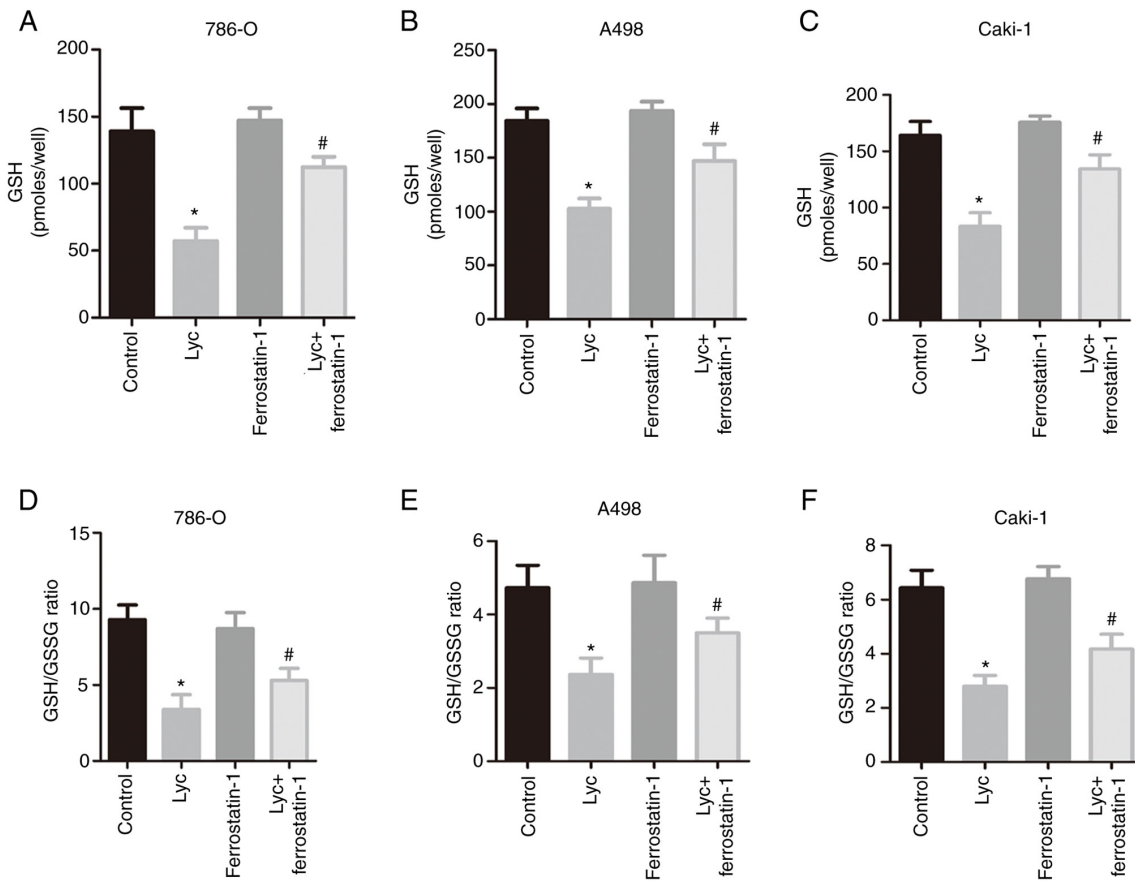 A
786-O
GSH
(pmoles/well)
200
150
100
50
0
*
#
Control
Lyc
Ferrostatin-1
Lyc+
ferrostatin-1
B
A498
GSH
(pmoles/well)
250
200
150
100
50
0
*
#
Control
Lyc
Ferrostatin-1
Lyc+
ferrostatin-1
C
Caki-1
GSH
(pmoles/well)
200
150
100
50
0
*
#
Control
Lyc
Ferrostatin-1
Lyc+
ferrostatin-1
D
786-O
GSH/GSSG ratio
15
10
5
0
*
#
Control
Lyc
Ferrostatin-1
Lyc+
ferrostatin-1
E
A498
GSH/GSSG ratio
6
4
2
0
*
#
Control
Lyc
Ferrostatin-1
Lyc+
ferrostatin-1
F
Caki-1
GSH/GSSG ratio
8
6
4
2
0
*
#
Control
Lyc
Ferrostatin-1
Lyc+
ferrostatin-1